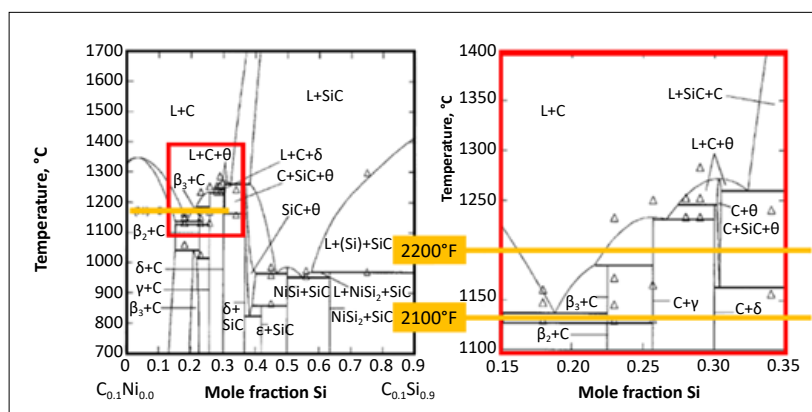 1700
1600
1500
1400
1300
1200
1100
1000
900
800
700
Temperature, °C
L+C
L+SiC
L+C+θ
L+C+δ
β₃+C
C+SiC+θ
SiC+θ
β₂+C
L+(Si)+SiC
δ+C
NiSi+SiC
L+NiSi₂+SiC
γ+C
δ+
SiC
NiSi₂+SiC
β₃+C
ε+SiC
0 0.1 0.2 0.3 0.4 0.5 0.6 0.7 0.8 0.9
C₀.₁Ni₀.₀
Mole fraction Si
C₀.₁Si₀.₉
1400
1350
1300
1250
1150
1100
Temperature, °C
L+C
L+SiC+C
L+C+θ
C+θ
C+SiC+θ
2200°F
β₃+C
C+γ
C+δ
2100°F
β₂+C
0.15 0.20 0.25 0.30 0.35
Mole fraction Si